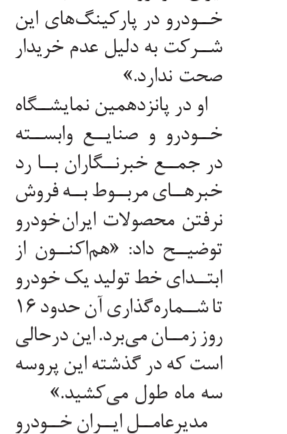 خودرو در پارکینگ‌های این
شرکت به دلیل عدم خریدار
صحت ندارد.»
او در پانزدهمین نمایشگاه
خودرو و صنایع وابسته
در جمع خبرنگاران با رد
خبرهای مربوط به فروش
نرفتن محصولات ایران‌خودرو
توضیح داد: «هم‌اکنون از
ابتدای خط تولید یک خودرو
تا شماره‌گذاری آن حدود ۱۶
روز زمان می‌برد. این درحالی
است که در گذشته این پروسه
سه ماه طول می‌کشید.»
مدیرعامل ایران خودرو